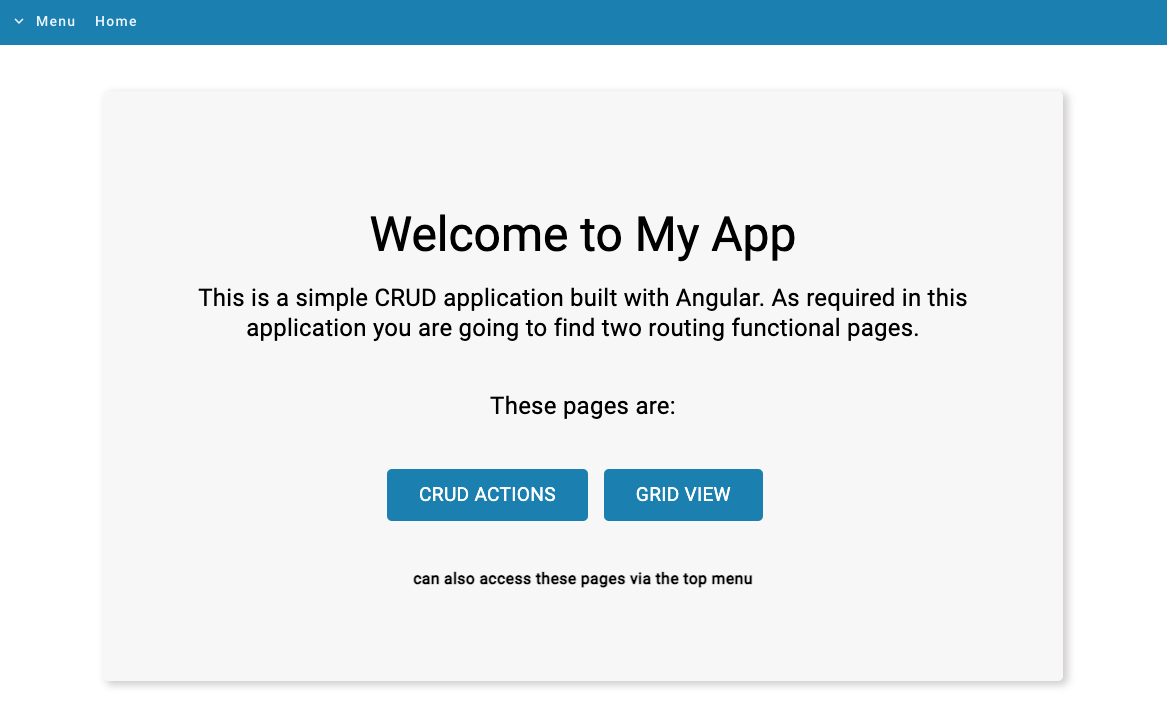 Menu Home
Welcome to My App
This is a simple CRUD application built with Angular. As required in this
application you are going to find two routing functional pages.
These pages are:
CRUD ACTIONS GRID VIEW
can also access these pages via the top menu